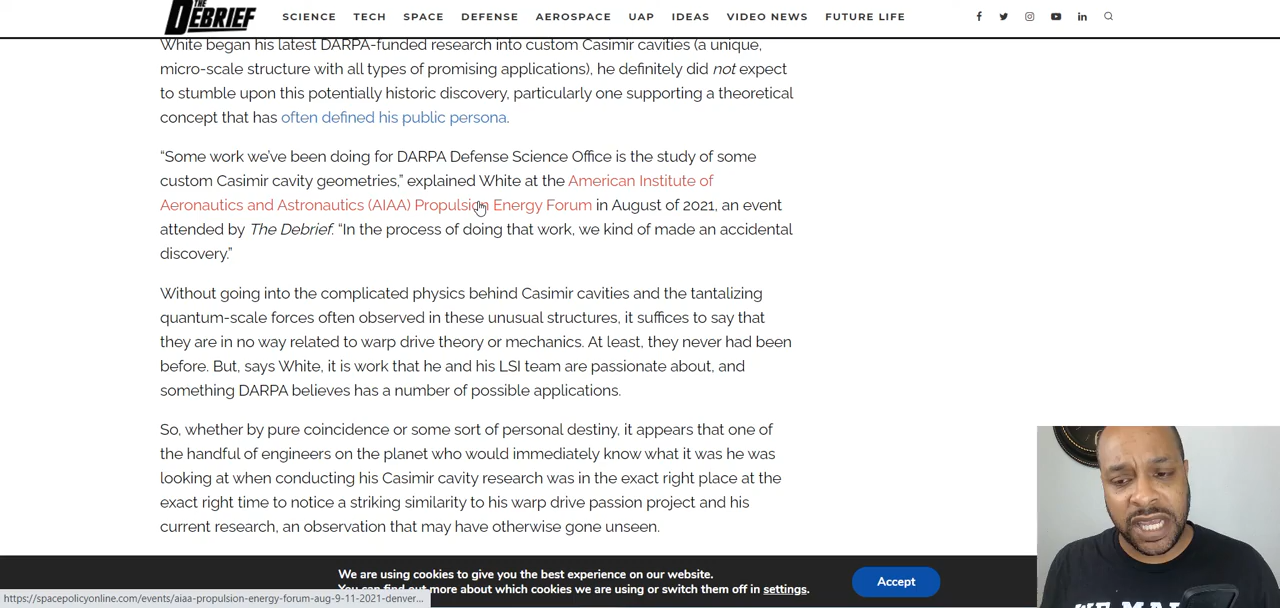 THE
DEBRIEF
SCIENCE TECH SPACE DEFENSE AEROSPACE UAP IDEAS VIDEO NEWS FUTURE LIFE
White began his latest DARPA-funded research into custom Casimir cavities (a unique,
micro-scale structure with all types of promising applications), he definitely did not expect
to stumble upon this potentially historic discovery, particularly one supporting a theoretical
concept that has often defined his public persona.
“Some work we’ve been doing for DARPA Defense Science Office is the study of some
custom Casimir cavity geometries,” explained White at the American Institute of
Aeronautics and Astronautics (AIAA) Propulsion Energy Forum in August of 2021, an event
attended by The Debrief. “In the process of doing that work, we kind of made an accidental
discovery.”
Without going into the complicated physics behind Casimir cavities and the tantalizing
quantum-scale forces often observed in these unusual structures, it suffices to say that
they are in no way related to warp drive theory or mechanics. At least, they never had been
before. But, says White, it is work that he and his LSI team are passionate about, and
something DARPA believes has a number of possible applications.
So, whether by pure coincidence or some sort of personal destiny, it appears that one of
the handful of engineers on the planet who would immediately know what it was he was
looking at when conducting his Casimir cavity research was in the exact right place at the
exact right time to notice a striking similarity to his warp drive passion project and his
current research, an observation that may have otherwise gone unseen.
We are using cookies to give you the best experience on our website.
You can find out more about which cookies we are using or switch them off in settings.
Accept
https://spacepolicyonline.com/events/aiaa-propulsion-energy-forum-aug-9-11-2021-denver...